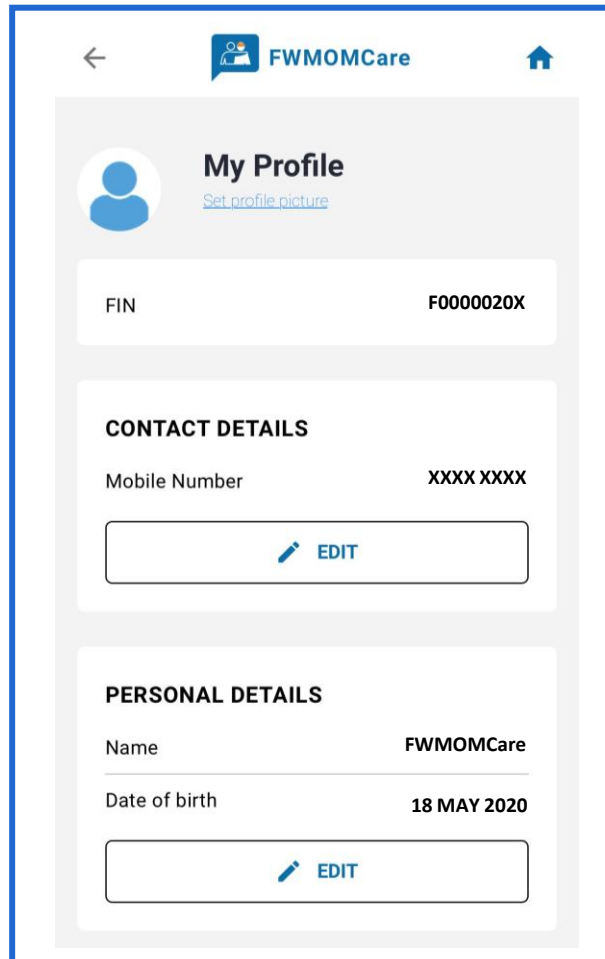 FWMOMCare
My Profile
Set profile picture
FIN F0000020X
CONTACT DETAILS
Mobile Number XXXX XXXX
EDIT
PERSONAL DETAILS
Name FWMOMCare
Date of birth 18 MAY 2020
EDIT